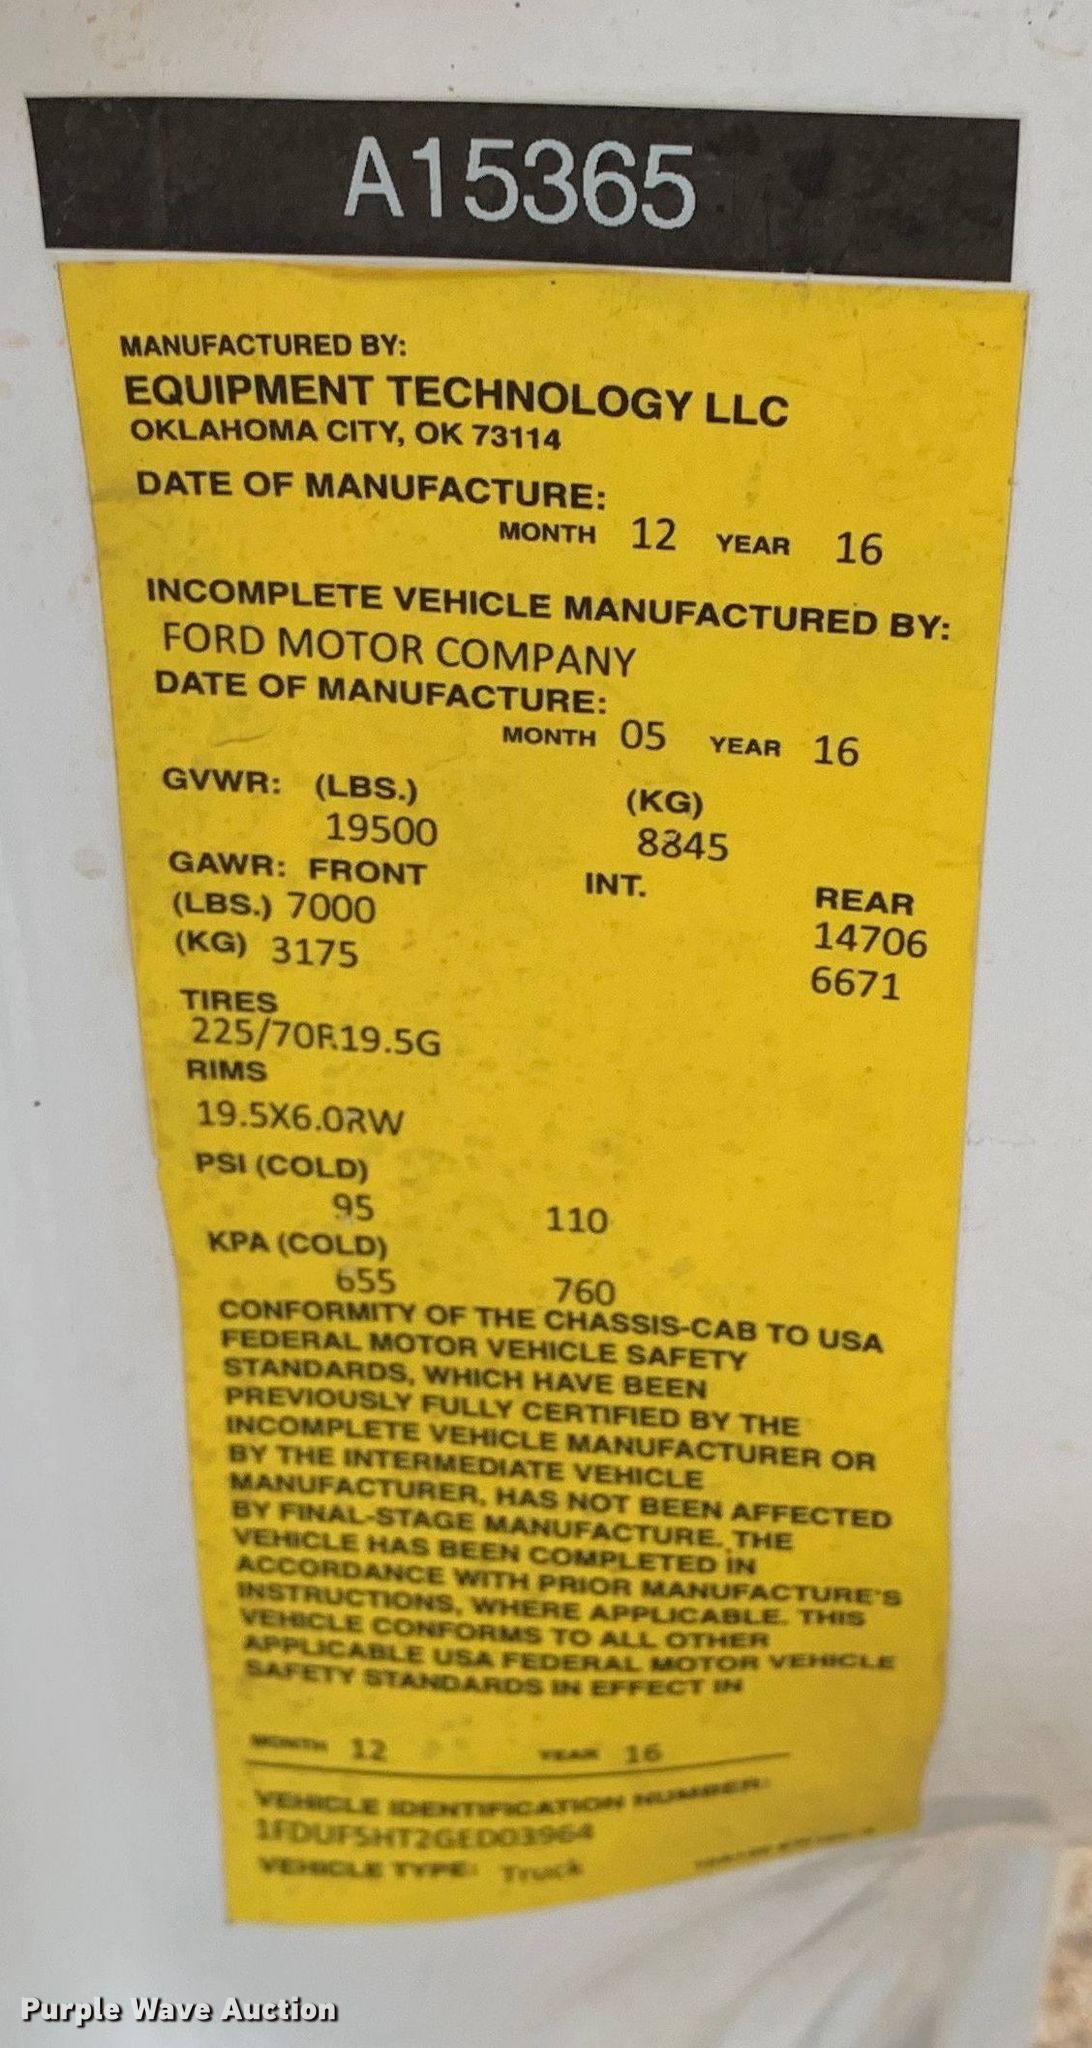 A15365
MANUFACTURED BY:
EQUIPMENT TECHNOLOGY LLC
OKLAHOMA CITY, OK 73114
DATE OF MANUFACTURE:
MONTH 12 YEAR 16
INCOMPLETE VEHICLE MANUFACTURED BY:
FORD MOTOR COMPANY
DATE OF MANUFACTURE:
MONTH 05 YEAR 16
GVWR: (LBS.) (KG)
19500 8845
GAWR: FRONT INT. REAR
(LBS.) 7000 14706
(KG) 3175 6671
TIRES
225/70R19.5G
RIMS
19.5X6.0RW
PSI (COLD)
95 110
KPA (COLD)
655 760
CONFORMITY OF THE CHASSIS-CAB TO USA
FEDERAL MOTOR VEHICLE SAFETY
STANDARDS, WHICH HAVE BEEN
PREVIOUSLY FULLY CERTIFIED BY THE
INCOMPLETE VEHICLE MANUFACTURER OR
BY THE INTERMEDIATE VEHICLE
MANUFACTURER, HAS NOT BEEN AFFECTED
BY FINAL-STAGE MANUFACTURE. THE
VEHICLE HAS BEEN COMPLETED IN
ACCORDANCE WITH PRIOR MANUFACTURE'S
INSTRUCTIONS, WHERE APPLICABLE. THIS
VEHICLE CONFORMS TO ALL OTHER
APPLICABLE USA FEDERAL MOTOR VEHICLE
SAFETY STANDARDS IN EFFECT IN
MONTH 12 YEAR 16
VEHICLE IDENTIFICATION NUMBER:
1FDUF5HT2GED03964
VEHICLE TYPE: Truck
Purple Wave Auction